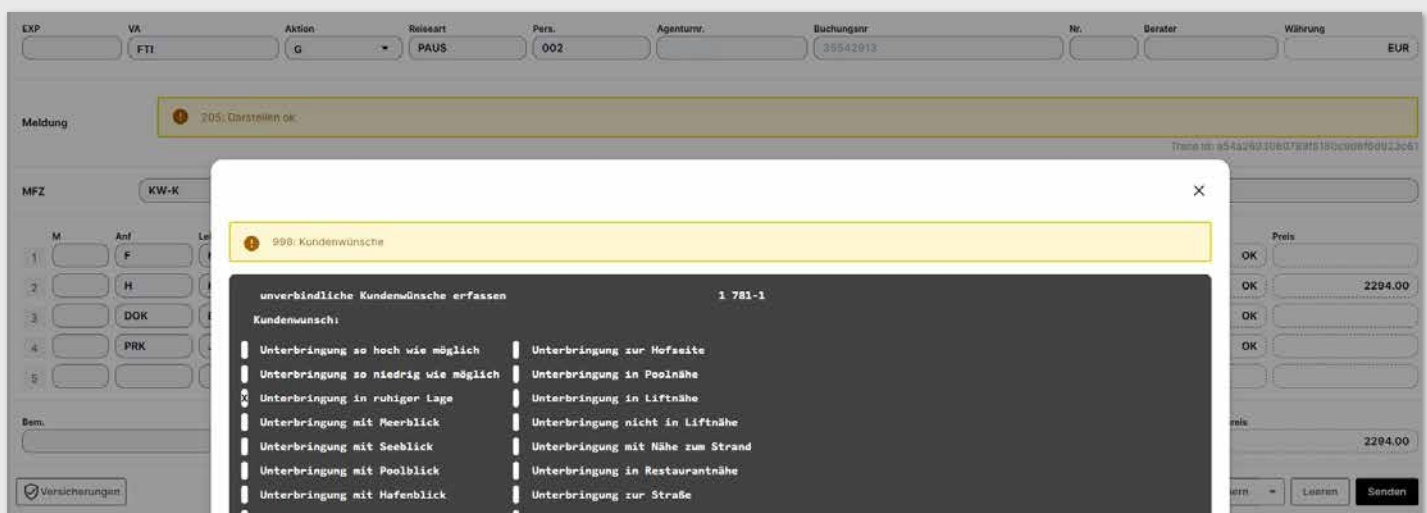 EXP VA Aktion Reiseart Pers. Agenturnr. Buchungsnr Nr. Berater Währung
FTI G PAUS 002 35542913 EUR
Meldung 205: Darstellen ok
Trace Id:
MFZ KW-K
×
998: Kundenwünsche
M Anf Preis
1 F OK
2 H OK 2294.00
3 DOK OK
4 PRK OK
5
unverbindliche Kundenwünsche erfassen 1 781-1
Kundenwunsch:
Unterbringung so hoch wie möglich Unterbringung zur Hofseite
Unterbringung so niedrig wie möglich Unterbringung in Poolnähe
X Unterbringung in ruhiger Lage Unterbringung in Liftnähe
Unterbringung mit Meerblick Unterbringung nicht in Liftnähe
Unterbringung mit Seeblick Unterbringung mit Nähe zum Strand
Unterbringung mit Poolblick Unterbringung in Restaurantnähe
Unterbringung mit Hafenblick Unterbringung zur Straße
Bem. reis
2294.00
Versicherungen ern Leeren Senden